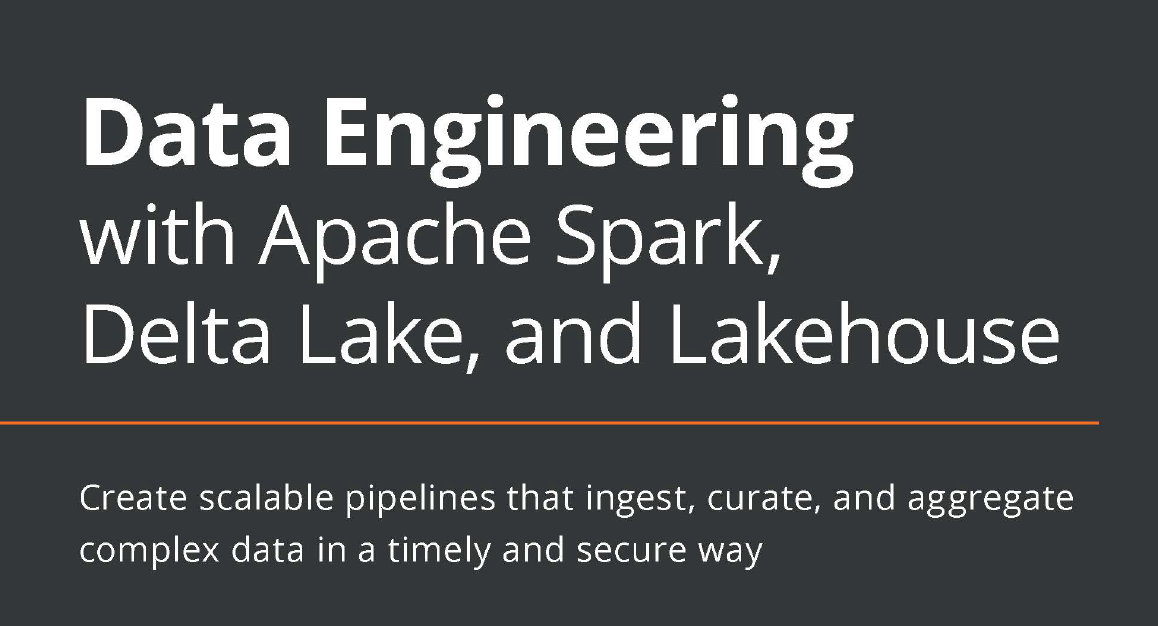 Data Engineering
with Apache Spark,
Delta Lake, and Lakehouse
Create scalable pipelines that ingest, curate, and aggregate
complex data in a timely and secure way